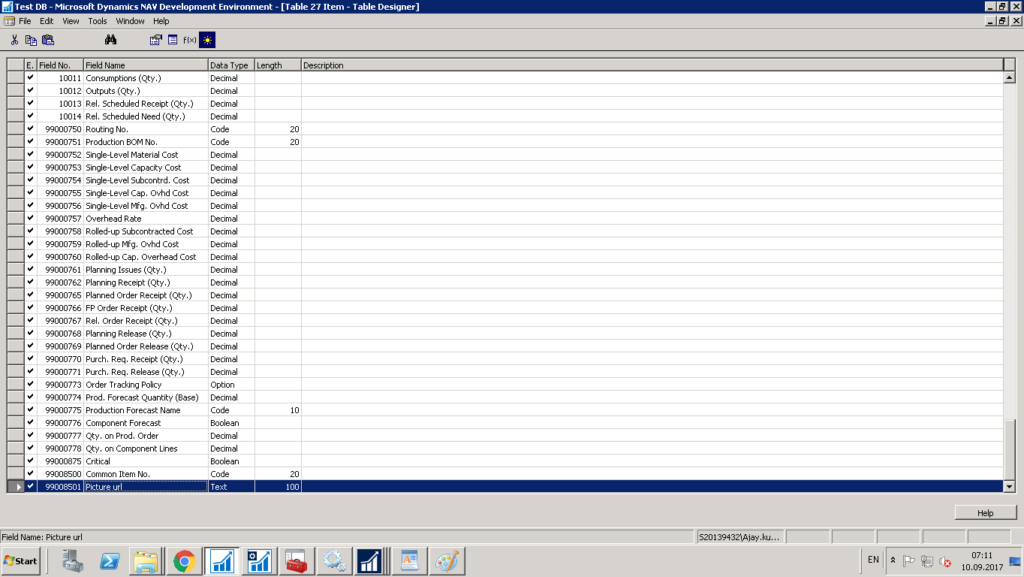 Test DB - Microsoft Dynamics NAV Development Environment - [Table 27 Item - Table Designer]
File Edit View Tools Window Help
f(x)
E. Field No. Field Name Data Type Length Description
10011 Consumptions (Qty.) Decimal
10012 Outputs (Qty.) Decimal
10013 Rel. Scheduled Receipt (Qty.) Decimal
10014 Rel. Scheduled Need (Qty.) Decimal
99000750 Routing No. Code 20
99000751 Production BOM No. Code 20
99000752 Single-Level Material Cost Decimal
99000753 Single-Level Capacity Cost Decimal
99000754 Single-Level Subcontrd. Cost Decimal
99000755 Single-Level Cap. Ovhd Cost Decimal
99000756 Single-Level Mfg. Ovhd Cost Decimal
99000757 Overhead Rate Decimal
99000758 Rolled-up Subcontracted Cost Decimal
99000759 Rolled-up Mfg. Ovhd Cost Decimal
99000760 Rolled-up Cap. Overhead Cost Decimal
99000761 Planning Issues (Qty.) Decimal
99000762 Planning Receipt (Qty.) Decimal
99000765 Planned Order Receipt (Qty.) Decimal
99000766 FP Order Receipt (Qty.) Decimal
99000767 Rel. Order Receipt (Qty.) Decimal
99000768 Planning Release (Qty.) Decimal
99000769 Planned Order Release (Qty.) Decimal
99000770 Purch. Req. Receipt (Qty.) Decimal
99000771 Purch. Req. Release (Qty.) Decimal
99000773 Order Tracking Policy Option
99000774 Prod. Forecast Quantity (Base) Decimal
99000775 Production Forecast Name Code 10
99000776 Component Forecast Boolean
99000777 Qty. on Prod. Order Decimal
99000778 Qty. on Component Lines Decimal
99000875 Critical Boolean
99008500 Common Item No. Code 20
99008501 Picture url Text 100
Help
Field Name: Picture url S20139432\Ajay.ku...
Start EN 07:11
10.09.2017